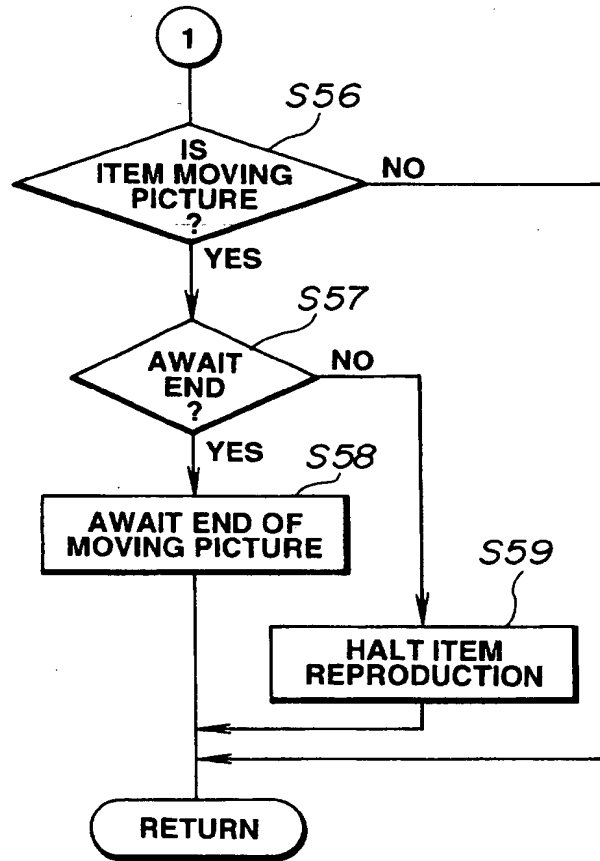 1
S56
IS
ITEM MOVING
PICTURE
?
NO
YES
S57
AWAIT
END
?
NO
YES
S58
AWAIT END OF
MOVING PICTURE
S59
HALT ITEM
REPRODUCTION
RETURN